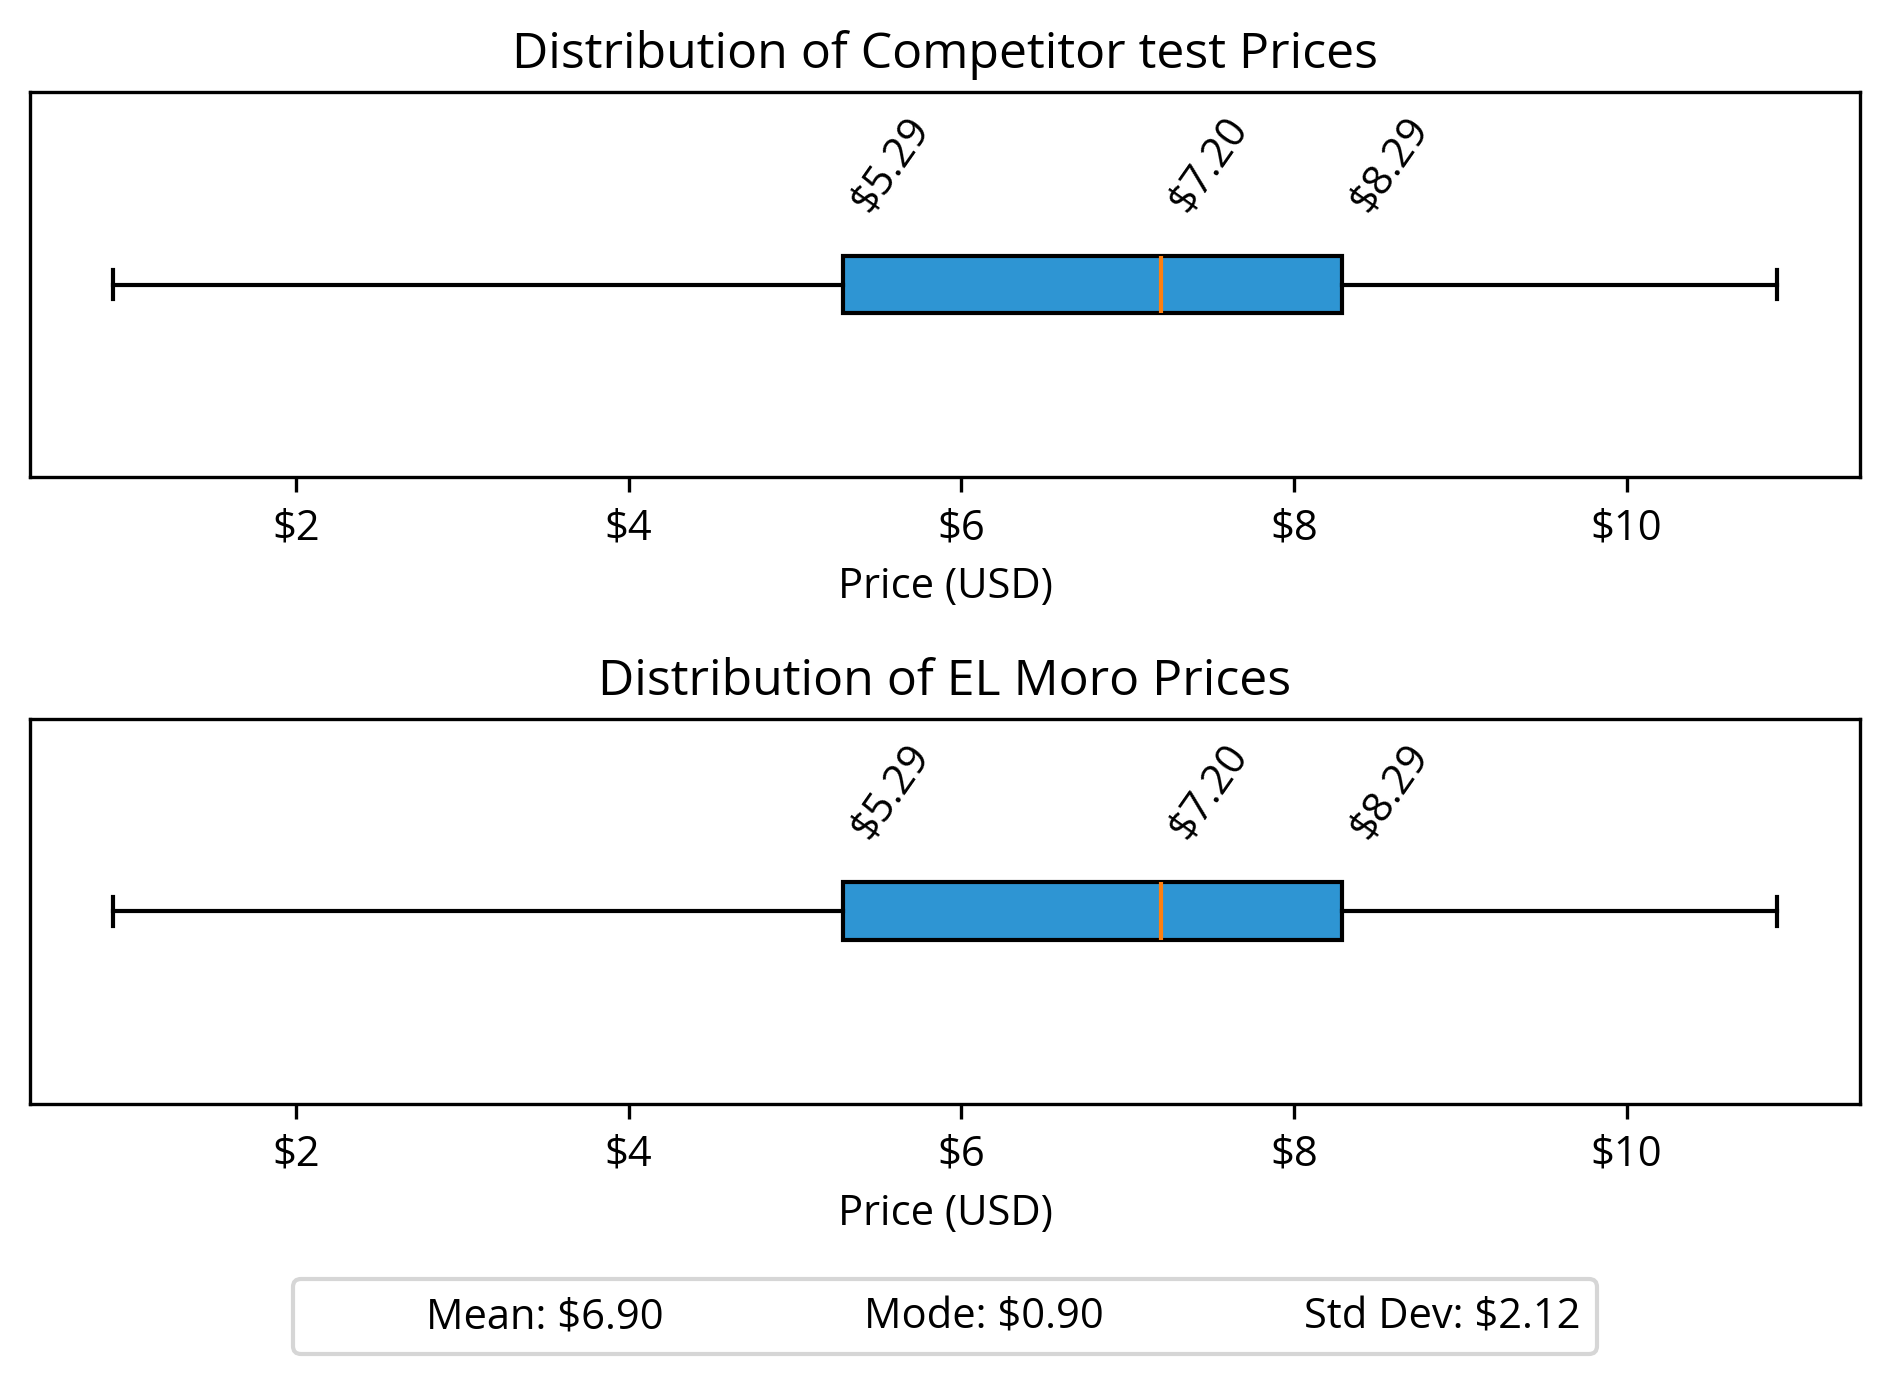 Distribution of Competitor test Prices
$5.29 $7.20 $8.29
$2 $4 $6 $8 $10
Price (USD)
Distribution of EL Moro Prices
$5.29 $7.20 $8.29
$2 $4 $6 $8 $10
Price (USD)
Mean: $6.90 Mode: $0.90 Std Dev: $2.12